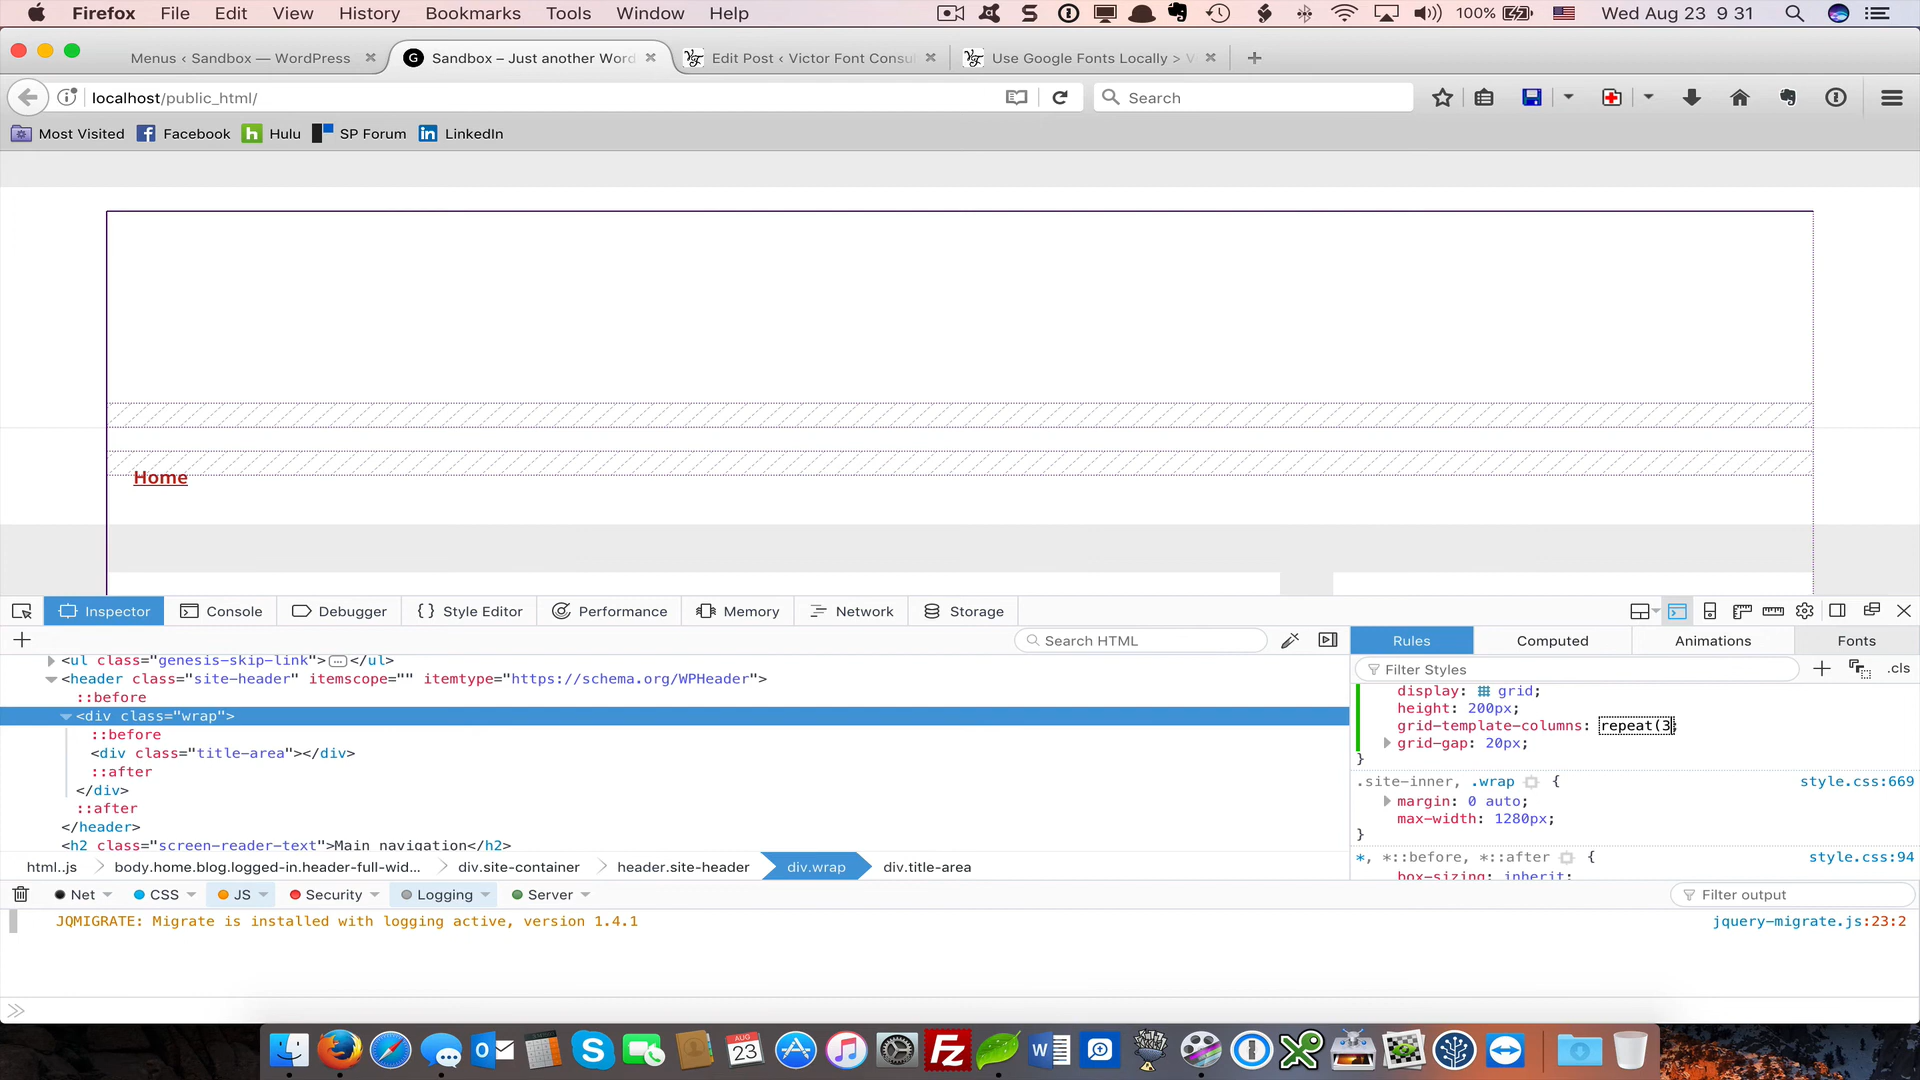 Firefox File Edit View History Bookmarks Tools Window Help 100% Wed Aug 23 9 31
Menus ‹ Sandbox — WordPress
Sandbox – Just another Word
Edit Post ‹ Victor Font Consul
Use Google Fonts Locally > V
localhost/public_html/
Search
Most Visited Facebook Hulu SP Forum LinkedIn
Home
Inspector Console Debugger Style Editor Performance Memory Network Storage
Search HTML
Rules Computed Animations Fonts
<ul class="genesis-skip-link"></ul>
<header class="site-header" itemscope="" itemtype="https://schema.org/WPHeader">
::before
<div class="wrap">
::before
<div class="title-area"></div>
::after
</div>
::after
</header>
<h2 class="screen-reader-text">Main navigation</h2>
Filter Styles
.cls
display: grid;
height: 200px;
grid-template-columns: repeat(3;
grid-gap: 20px;
}
.site-inner, .wrap { style.css:669
margin: 0 auto;
max-width: 1280px;
}
*, *::before, *::after { style.css:94
box-sizing: inherit;
html.js body.home.blog.logged-in.header-full-wid... div.site-container header.site-header div.wrap div.title-area
Net CSS JS Security Logging Server
Filter output
JQMIGRATE: Migrate is installed with logging active, version 1.4.1
jquery-migrate.js:23:2
AUG
23